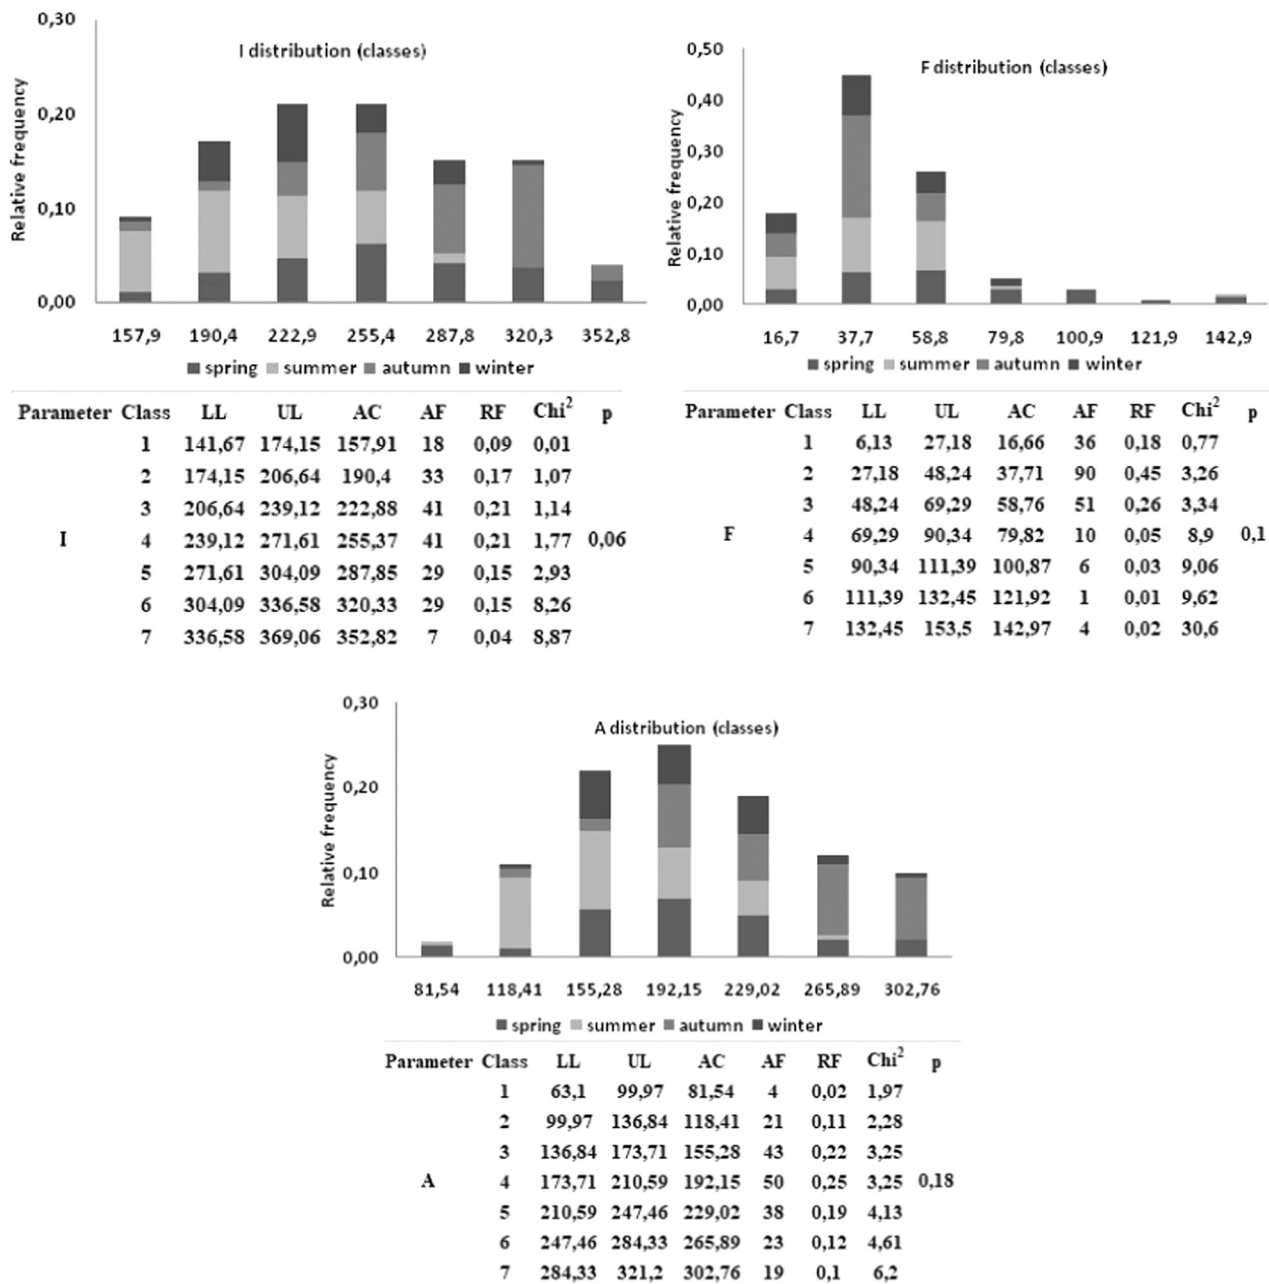 I distribution (classes)
Relative frequency
0,30
0,20
0,10
0,00
157,9 190,4 222,9 255,4 287,8 320,3 352,8
spring summer autumn winter
Parameter Class LL UL AC AF RF Chi2 p
1 141,67 174,15 157,91 18 0,09 0,01
2 174,15 206,64 190,4 33 0,17 1,07
3 206,64 239,12 222,88 41 0,21 1,14
I 4 239,12 271,61 255,37 41 0,21 1,77 0,06
5 271,61 304,09 287,85 29 0,15 2,93
6 304,09 336,58 320,33 29 0,15 8,26
7 336,58 369,06 352,82 7 0,04 8,87
F distribution (classes)
Relative frequency
0,50
0,40
0,30
0,20
0,10
0,00
16,7 37,7 58,8 79,8 100,9 121,9 142,9
spring summer autumn winter
Parameter Class LL UL AC AF RF Chi2 p
1 6,13 27,18 16,66 36 0,18 0,77
2 27,18 48,24 37,71 90 0,45 3,26
3 48,24 69,29 58,76 51 0,26 3,34
F 4 69,29 90,34 79,82 10 0,05 8,9 0,1
5 90,34 111,39 100,87 6 0,03 9,06
6 111,39 132,45 121,92 1 0,01 9,62
7 132,45 153,5 142,97 4 0,02 30,6
A distribution (classes)
Relative frequency
0,30
0,20
0,10
0,00
81,54 118,41 155,28 192,15 229,02 265,89 302,76
spring summer autumn winter
Parameter Class LL UL AC AF RF Chi2 p
1 63,1 99,97 81,54 4 0,02 1,97
2 99,97 136,84 118,41 21 0,11 2,28
3 136,84 173,71 155,28 43 0,22 3,25
A 4 173,71 210,59 192,15 50 0,25 3,25 0,18
5 210,59 247,46 229,02 38 0,19 4,13
6 247,46 284,33 265,89 23 0,12 4,61
7 284,33 321,2 302,76 19 0,1 6,2